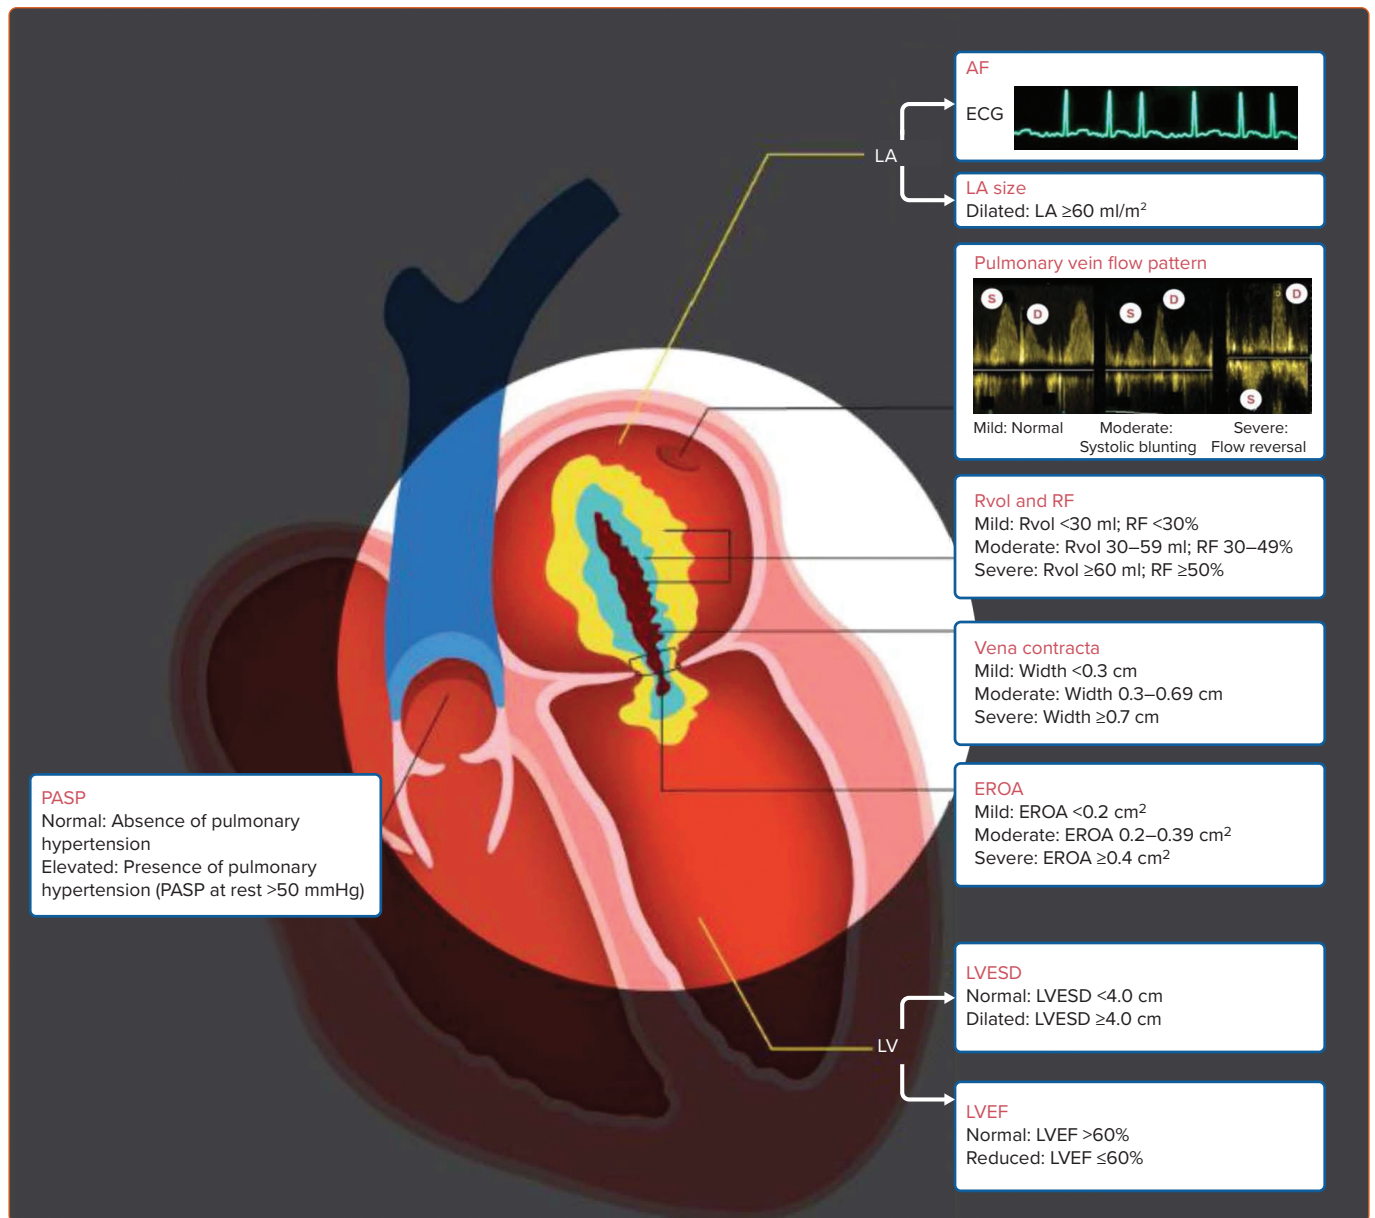 AF
ECG
LA
LA size
Dilated: LA ≥60 ml/m²
Pulmonary vein flow pattern
S
D
S
D
D
S
Mild: Normal
Moderate:
Systolic blunting
Severe:
Flow reversal
Rvol and RF
Mild: Rvol <30 ml; RF <30%
Moderate: Rvol 30–59 ml; RF 30–49%
Severe: Rvol ≥60 ml; RF ≥50%
Vena contracta
Mild: Width <0.3 cm
Moderate: Width 0.3–0.69 cm
Severe: Width ≥0.7 cm
PASP
Normal: Absence of pulmonary
hypertension
Elevated: Presence of pulmonary
hypertension (PASP at rest >50 mmHg)
EROA
Mild: EROA <0.2 cm²
Moderate: EROA 0.2–0.39 cm²
Severe: EROA ≥0.4 cm²
LV
LVESD
Normal: LVESD <4.0 cm
Dilated: LVESD ≥4.0 cm
LVEF
Normal: LVEF >60%
Reduced: LVEF ≤60%